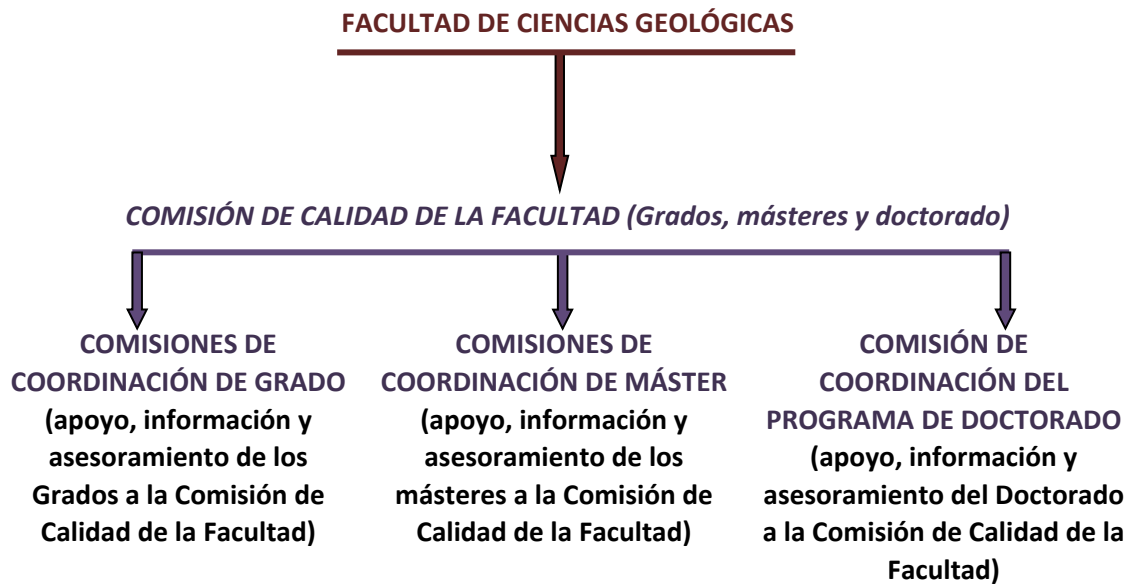 FACULTAD DE CIENCIAS GEOLÓGICAS
COMISIÓN DE CALIDAD DE LA FACULTAD (Grados, másteres y doctorado)
COMISIONES DE
COORDINACIÓN DE GRADO
(apoyo, información y
asesoramiento de los
Grados a la Comisión de
Calidad de la Facultad)
COMISIONES DE
COORDINACIÓN DE MÁSTER
(apoyo, información y
asesoramiento de los
másteres a la Comisión de
Calidad de la Facultad)
COMISIÓN DE
COORDINACIÓN DEL
PROGRAMA DE DOCTORADO
(apoyo, información y
asesoramiento del Doctorado
a la Comisión de Calidad de la
Facultad)